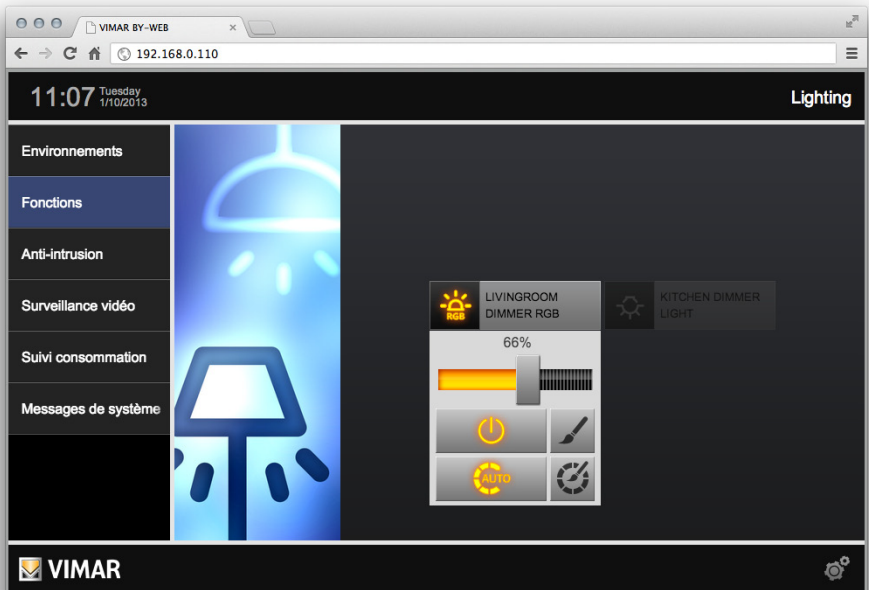 VIMAR BY-WEB
192.168.0.110
11:07 Tuesday
1/10/2013
Lighting
Environnements
Fonctions
Anti-intrusion
Surveillance vidéo
Suivi consommation
Messages de système
RGB
LIVINGROOM
DIMMER RGB
KITCHEN DIMMER
LIGHT
66%
AUTO
VIMAR